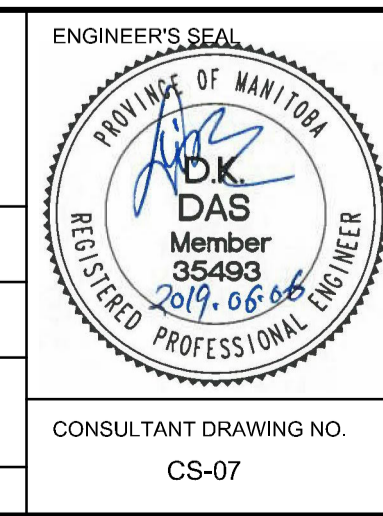 ENGINEER'S SEAL
PROVINCE OF MANITOBA
D.K.
DAS
Member
35493
2019.06.06
REGISTERED PROFESSIONAL ENGINEER
CONSULTANT DRAWING NO.
CS-07